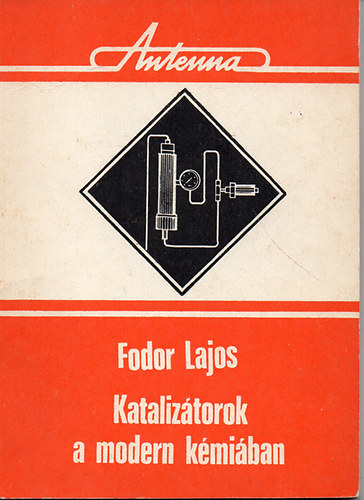 Antenna
Fodor Lajos
Katalizátorok
a modern kémiában